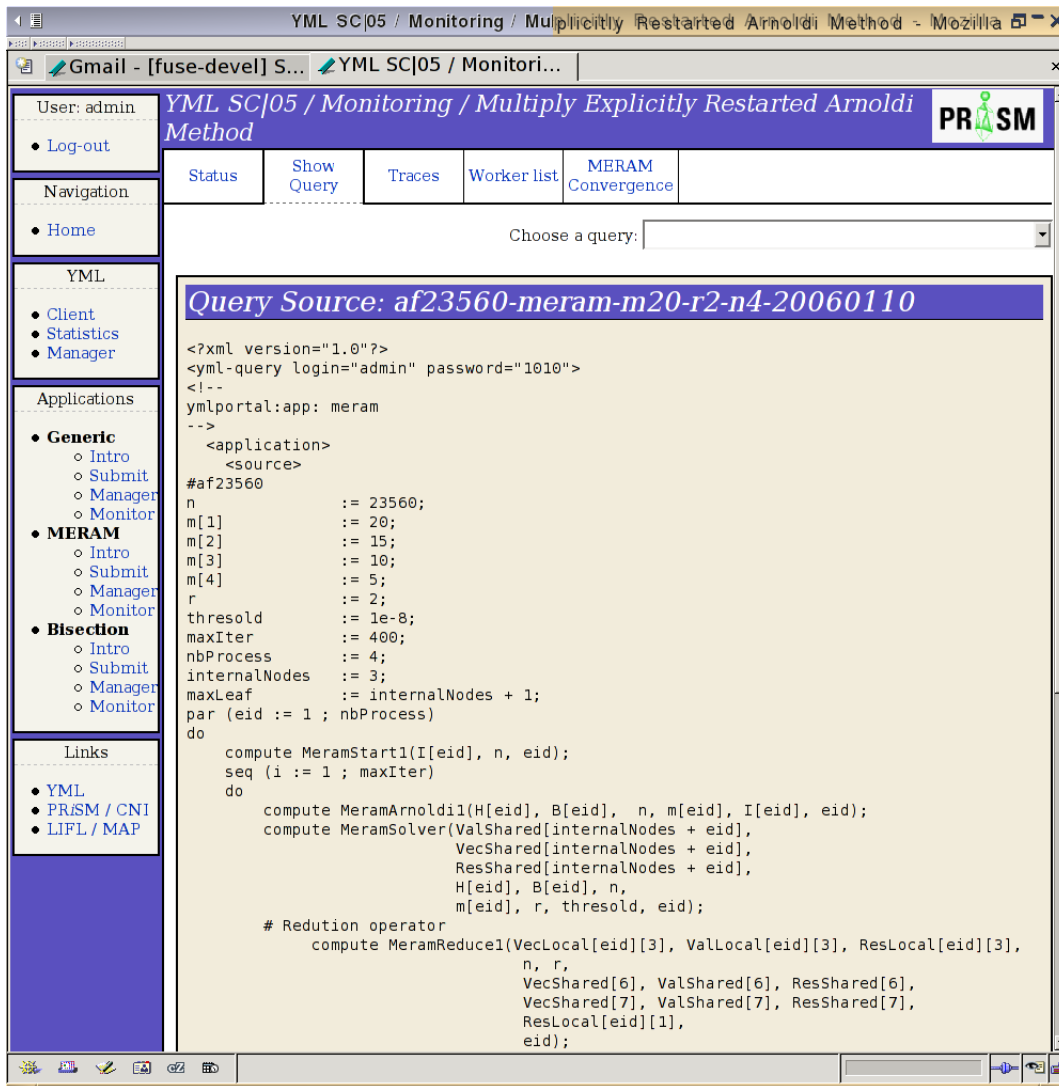 YML SC|05 / Monitoring / Multiplicitly Restarted Arnoldi Method - Mozilla
Gmail - [fuse-devel] S...
YML SC|05 / Monitori...
User: admin
Log-out
Navigation
Home
YML
Client
Statistics
Manager
Applications
Generic
Intro
Submit
Manager
Monitor
MERAM
Intro
Submit
Manager
Monitor
Bisection
Intro
Submit
Manager
Monitor
Links
YML
PRiSM / CNI
LIFL / MAP
YML SC|05 / Monitoring / Multiply Explicitly Restarted Arnoldi
Method
PRiSM
Status
Show
Query
Traces
Worker list
MERAM
Convergence
Choose a query:
Query Source: af23560-meram-m20-r2-n4-20060110
<?xml version="1.0"?>
<yml-query login="admin" password="1010">
<!--
ymlportal:app: meram
-->
<application>
<source>
#af23560
n := 23560;
m[1] := 20;
m[2] := 15;
m[3] := 10;
m[4] := 5;
r := 2;
thresold := 1e-8;
maxIter := 400;
nbProcess := 4;
internalNodes := 3;
maxLeaf := internalNodes + 1;
par (eid := 1 ; nbProcess)
do
compute MeramStart1(I[eid], n, eid);
seq (i := 1 ; maxIter)
do
compute MeramArnoldi1(H[eid], B[eid], n, m[eid], I[eid], eid);
compute MeramSolver(ValShared[internalNodes + eid],
VecShared[internalNodes + eid],
ResShared[internalNodes + eid],
H[eid], B[eid], n,
m[eid], r, thresold, eid);
# Redution operator
compute MeramReduce1(VecLocal[eid][3], ValLocal[eid][3], ResLocal[eid][3],
n, r,
VecShared[6], ValShared[6], ResShared[6],
VecShared[7], ValShared[7], ResShared[7],
ResLocal[eid][1],
eid);